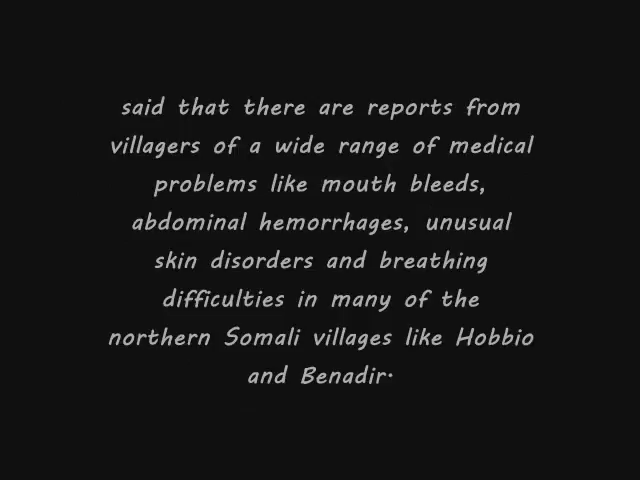 said that there are reports from
villagers of a wide range of medical
problems like mouth bleeds,
abdominal hemorrhages, unusual
skin disorders and breathing
difficulties in many of the
northern Somali villages like Hobbio
and Benadir.